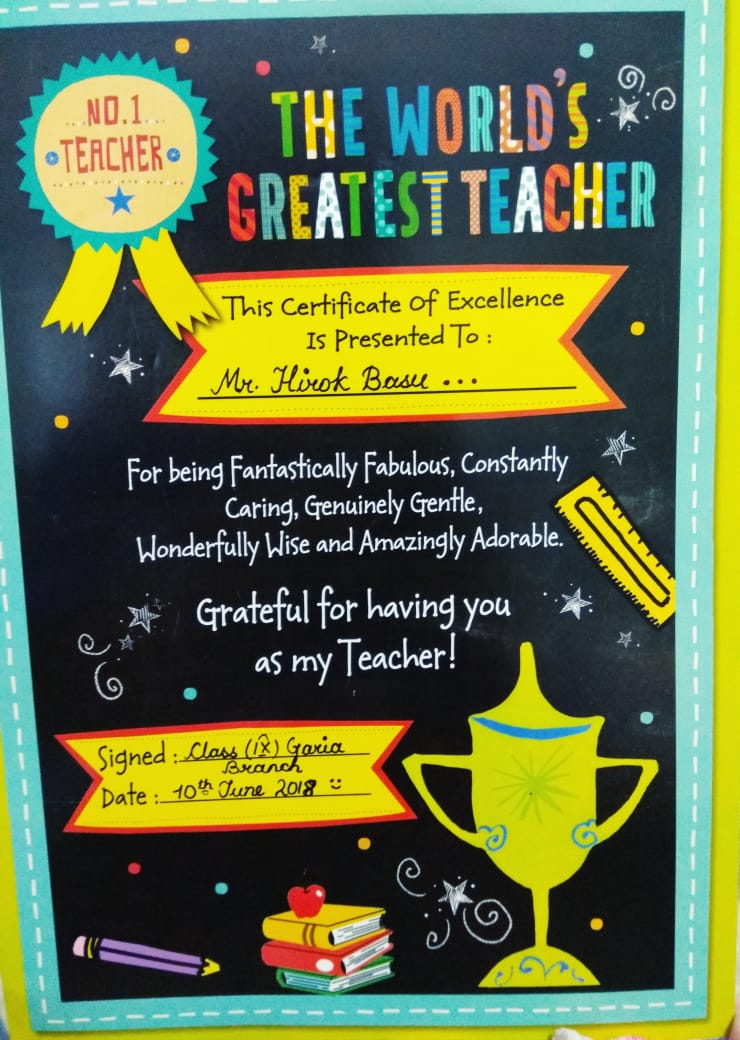 NO.1
TEACHER
THE WORLD'S
GREATEST TEACHER
This Certificate Of Excellence
Is Presented To :
Mr. Hirok Basu ...
For being Fantastically Fabulous, Constantly
Caring, Genuinely Gentle,
Wonderfully Wise and Amazingly Adorable.
Grateful for having you
as my Teacher!
Signed : Class (IX) Garia
Branch
Date : 10th June 2018 ☺